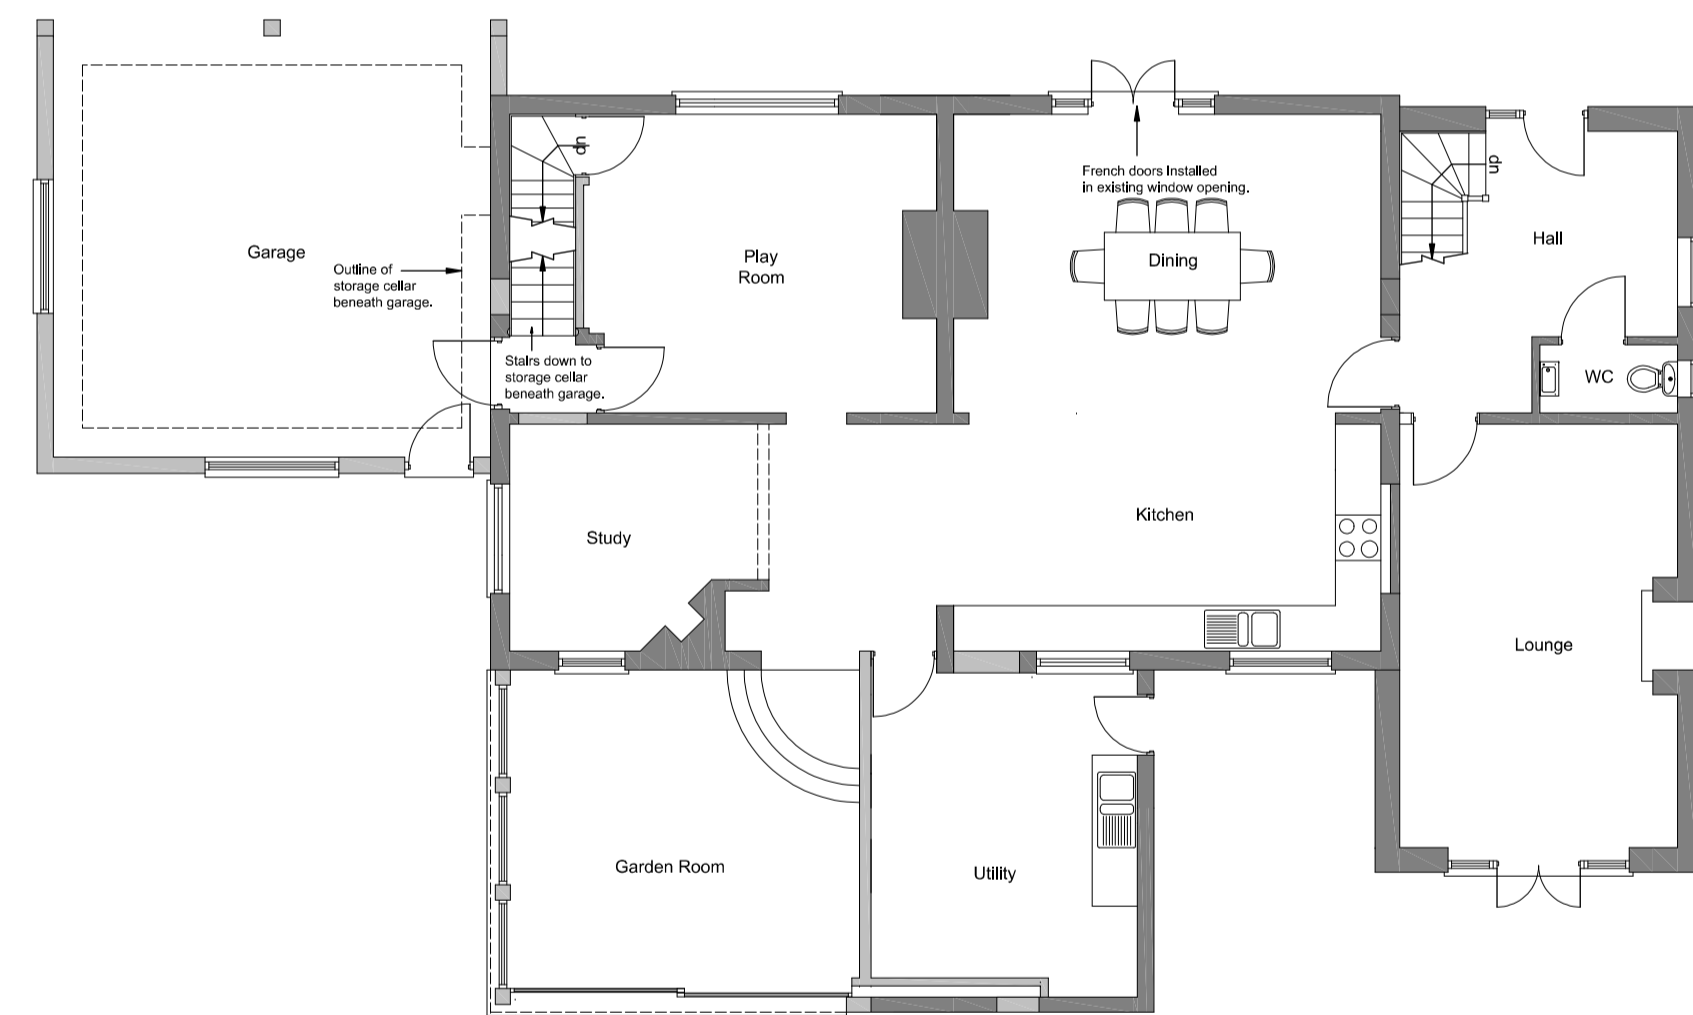 Garage
Outline of
storage cellar
beneath garage.
dn
Stairs down to
storage cellar
beneath garage.
Play
Room
French doors Installed
in existing window opening.
Dining
dn
Hall
WC
Study
Kitchen
Lounge
Garden Room
Utility